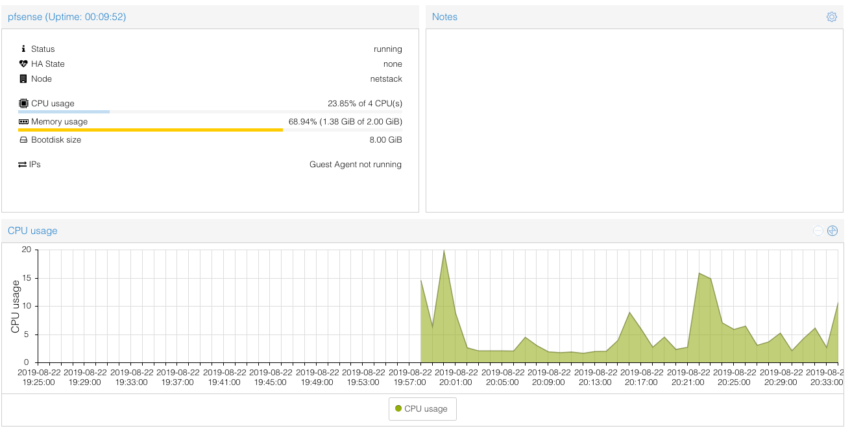 pfsense (Uptime: 00:09:52)
Notes
Status running
HA State none
Node netstack
CPU usage 23.85% of 4 CPU(s)
Memory usage 68.94% (1.38 GiB of 2.00 GiB)
Bootdisk size 8.00 GiB
IPs Guest Agent not running
CPU usage
20
15
10
5
0
CPU usage
2019-08-22 2019-08-22 2019-08-22 2019-08-22 2019-08-22 2019-08-22 2019-08-22 2019-08-22 2019-08-22 2019-08-22 2019-08-22 2019-08-22 2019-08-22 2019-08-22 2019-08-22 2019-08-22 2019-08-22 2019-08-2
19:25:00 19:29:00 19:33:00 19:37:00 19:41:00 19:45:00 19:49:00 19:53:00 19:57:00 20:01:00 20:05:00 20:09:00 20:13:00 20:17:00 20:21:00 20:25:00 20:29:00 20:33:00
CPU usage